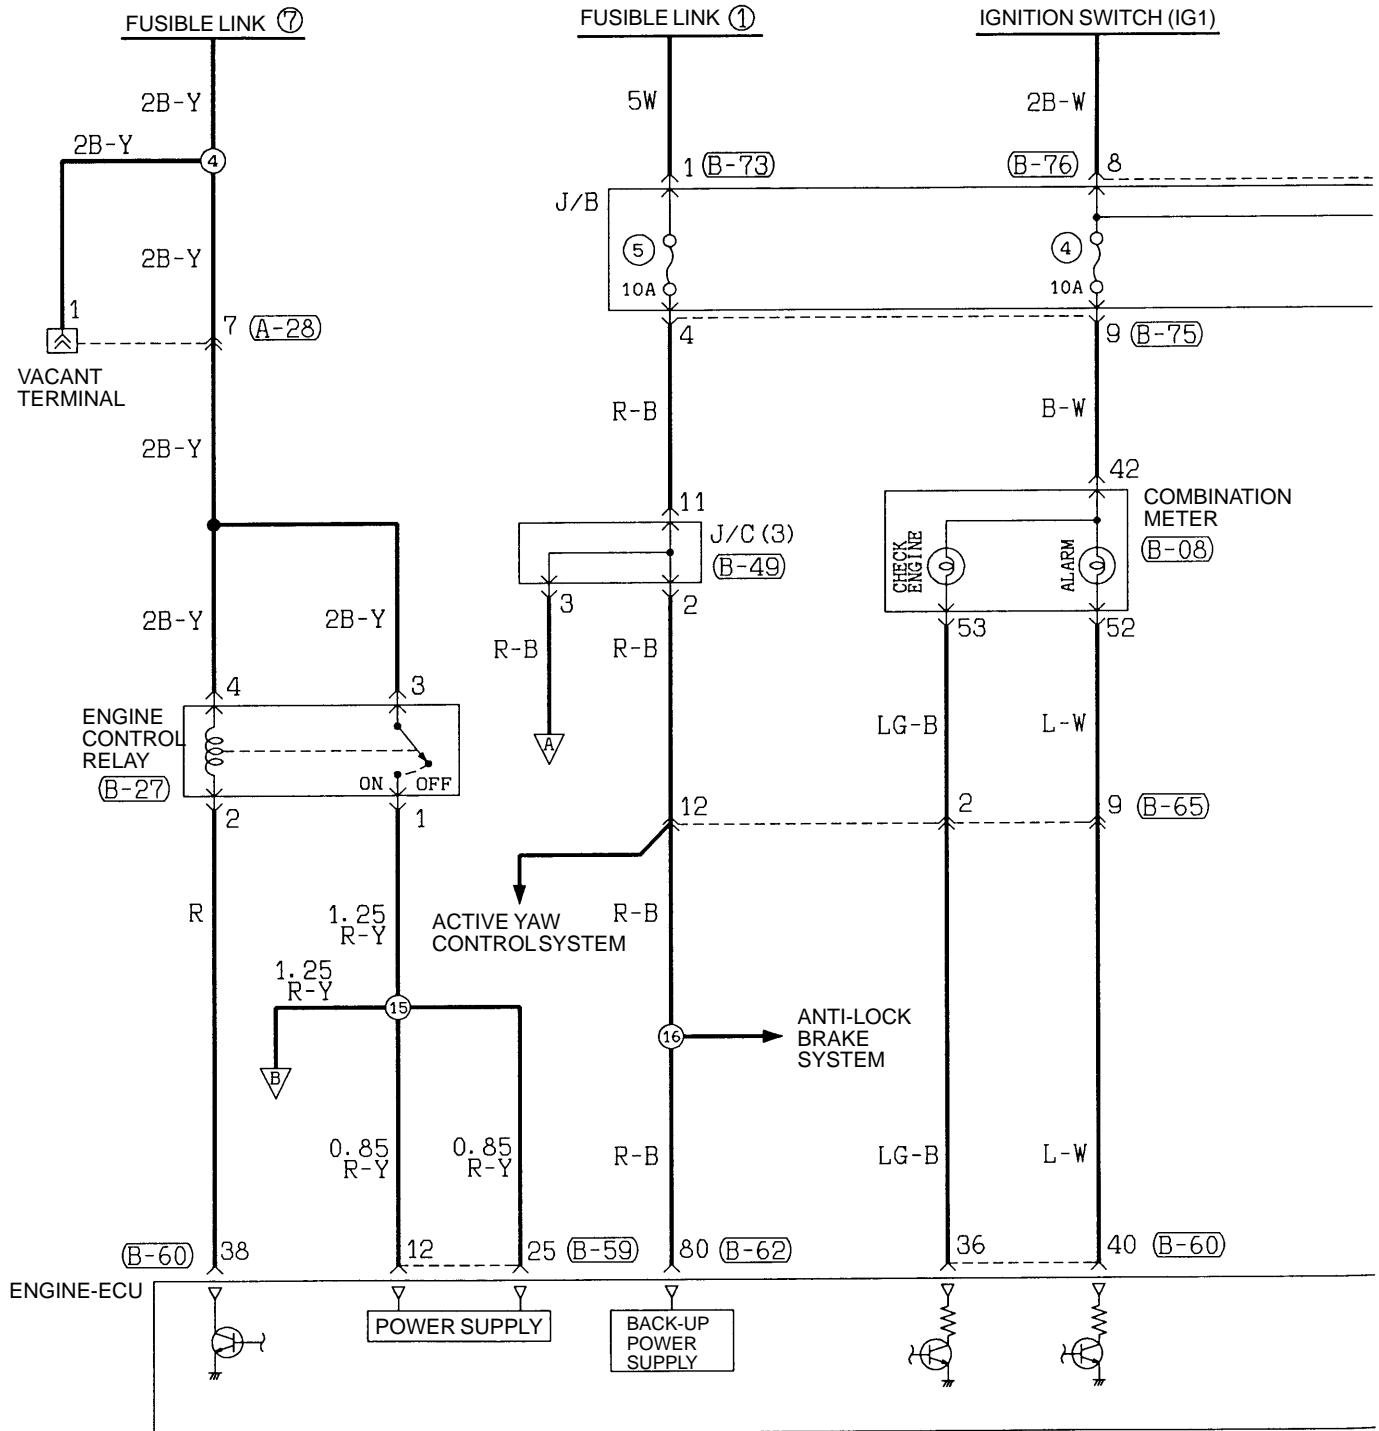 FUSIBLE LINK ⑦
FUSIBLE LINK ①
IGNITION SWITCH (IG1)
2B-Y
5W
2B-W
2B-Y
4
1 B-73
B-76 8
J/B
2B-Y
5
4
10A
10A
1
7 A-28
4
9 B-75
VACANT
TERMINAL
R-B
B-W
2B-Y
42
11
COMBINATION
METER
B-08
J/C (3)
B-49
CHECK
ENGINE
ALARM
3
2
53
52
2B-Y
2B-Y
R-B
R-B
4
3
ENGINE
CONTROL
RELAY
B-27
ON
OFF
A
LG-B
L-W
2
1
12
2
9 B-65
R
1.25
R-Y
ACTIVE YAW
CONTROL SYSTEM
R-B
1.25
R-Y
15
16
ANTI-LOCK
BRAKE
SYSTEM
B
0.85
R-Y
0.85
R-Y
R-B
LG-B
L-W
B-60 38
12
25 B-59
80 B-62
36
40 B-60
ENGINE-ECU
POWER SUPPLY
BACK-UP
POWER
SUPPLY